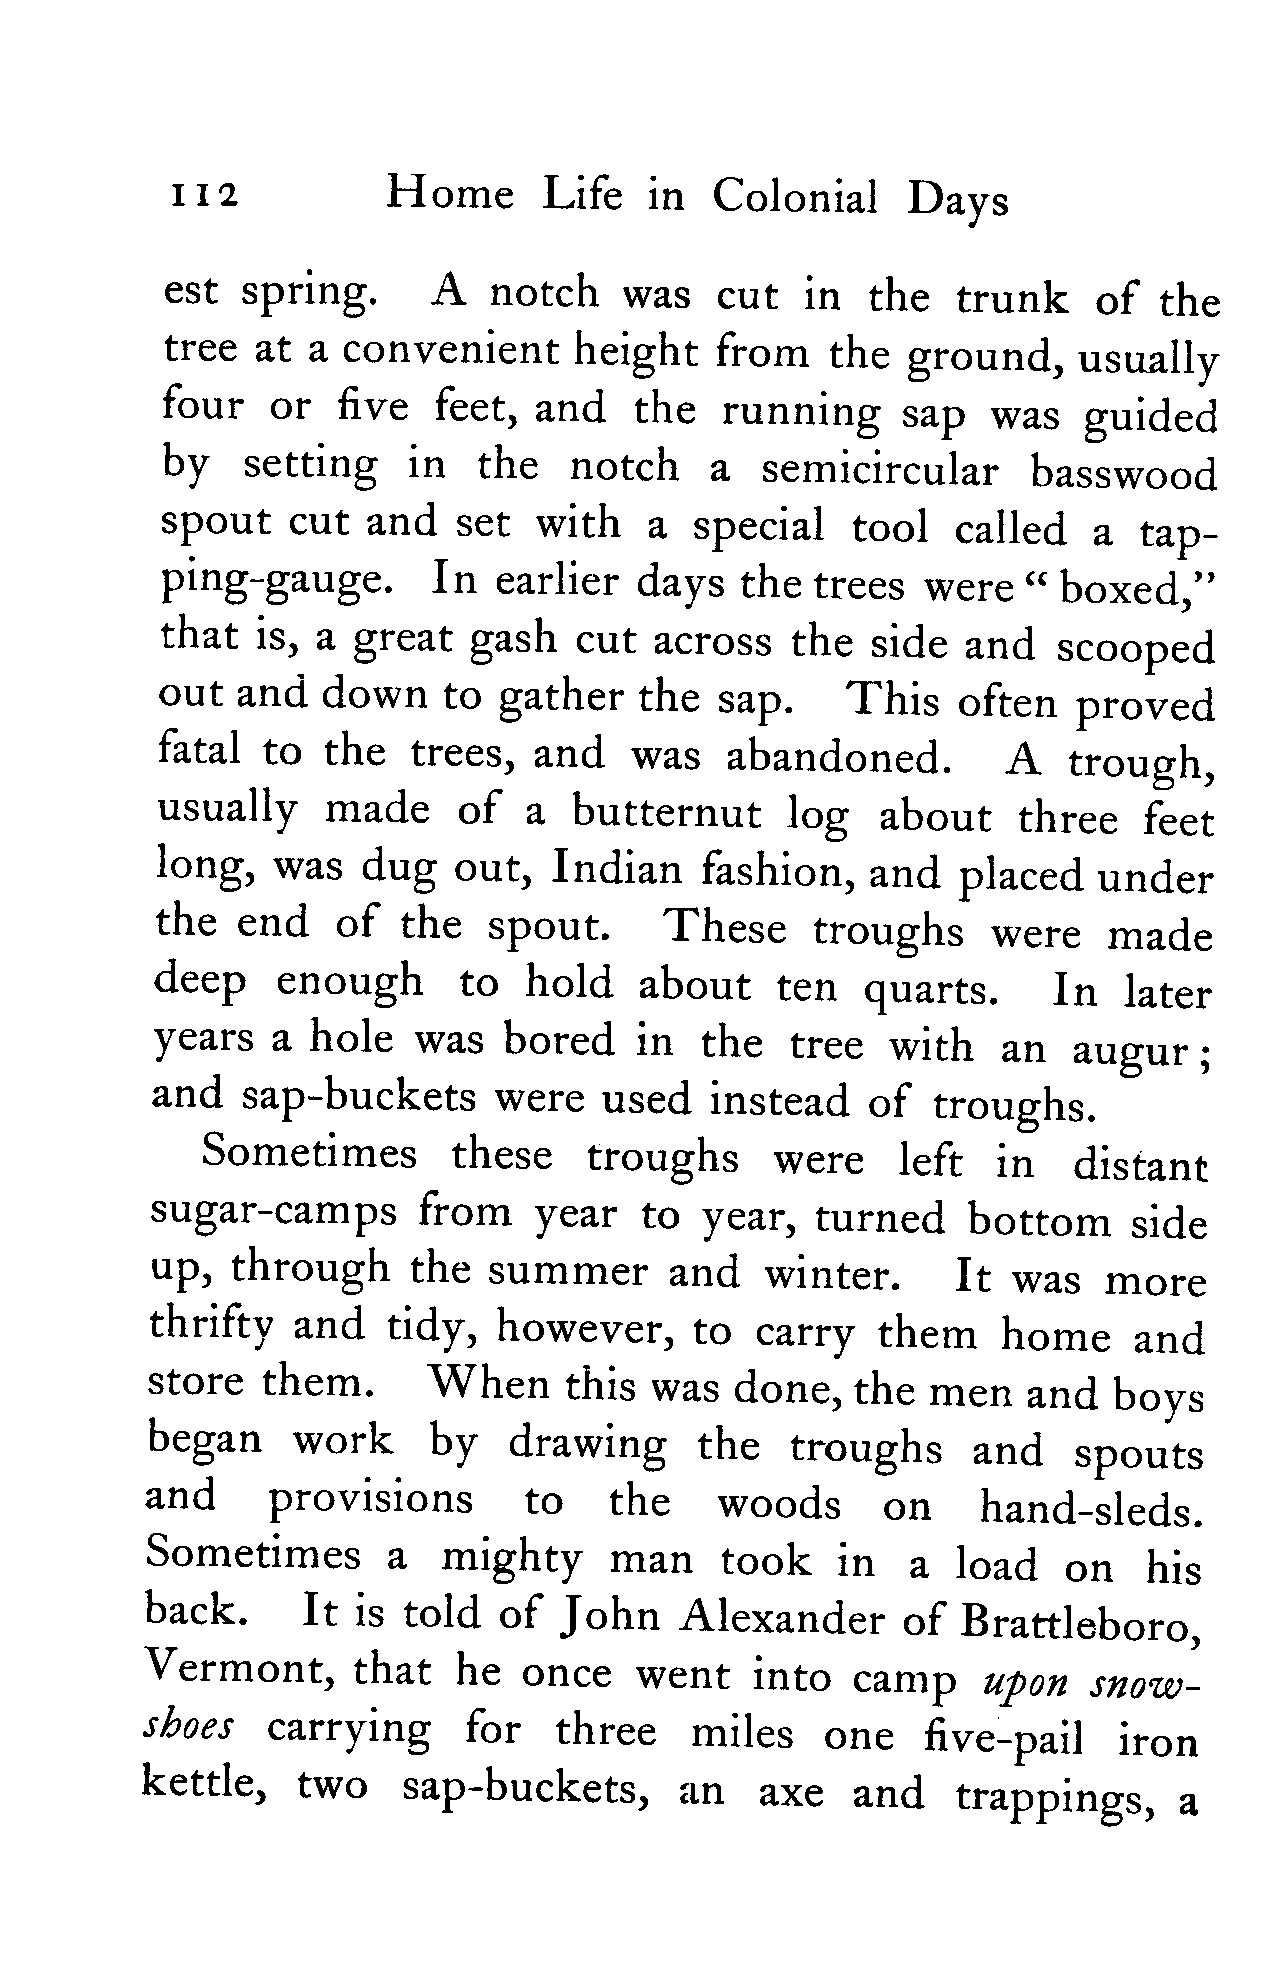 112 Home Life in Colonial Days
est spring. A notch was cut in the trunk of the
tree at a convenient height from the ground, usually
four or five feet, and the running sap was guided
by setting in the notch a semicircular basswood
spout cut and set with a special tool called a tap-
ping-gauge. In earlier days the trees were “ boxed,”
that is, a great gash cut across the side and scooped
out and down to gather the sap. This often proved
fatal to the trees, and was abandoned. A trough,
usually made of a butternut log about three feet
long, was dug out, Indian fashion, and placed under
the end of the spout. These troughs were made
deep enough to hold about ten quarts. In later
years a hole was bored in the tree with an augur ;
and sap-buckets were used instead of troughs.
Sometimes these troughs were left in distant
sugar-camps from year to year, turned bottom side
up, through the summer and winter. It was more
thrifty and tidy, however, to carry them home and
store them. When this was done, the men and boys
began work by drawing the troughs and spouts
and provisions to the woods on hand-sleds.
Sometimes a mighty man took in a load on his
back. It is told of John Alexander of Brattleboro,
Vermont, that he once went into camp upon snow-
shoes carrying for three miles one five-pail iron
kettle, two sap-buckets, an axe and trappings, a